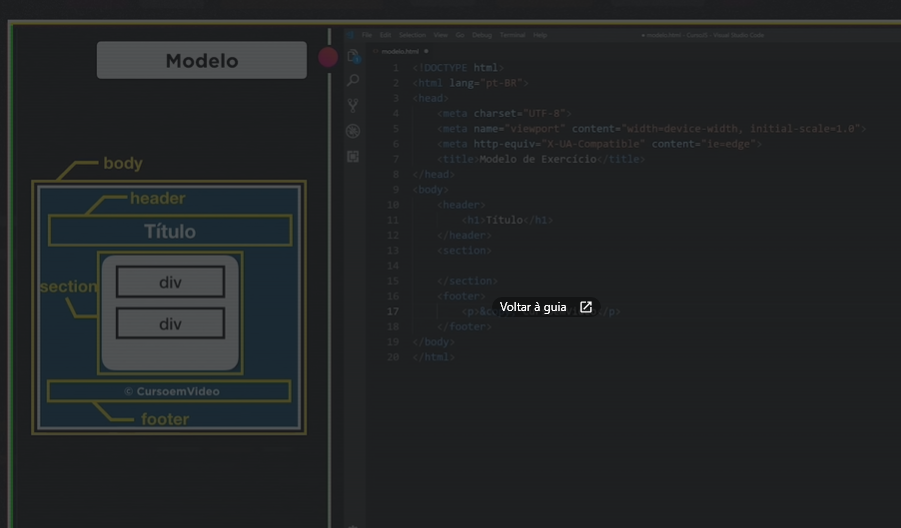 Modelo
body
header
Título
section
div
div
© CursoemVideo
footer
File Edit Selection View Go Debug Terminal Help
● modelo.html - Curso5 - Visual Studio Code
modelo.html ●
1 <!DOCTYPE html>
2 <html lang="pt-BR">
3 <head>
4 <meta charset="UTF-8">
5 <meta name="viewport" content="width=device-width, initial-scale=1.0">
6 <meta http-equiv="X-UA-Compatible" content="ie=edge">
7 <title>Modelo de Exercício</title>
8 </head>
9 <body>
10 <header>
11 <h1>Título</h1>
12 </header>
13 <section>
14
15 </section>
16 <footer>
Voltar à guia
17 <p>&c /p>
18 </footer>
19 </body>
20 </html>